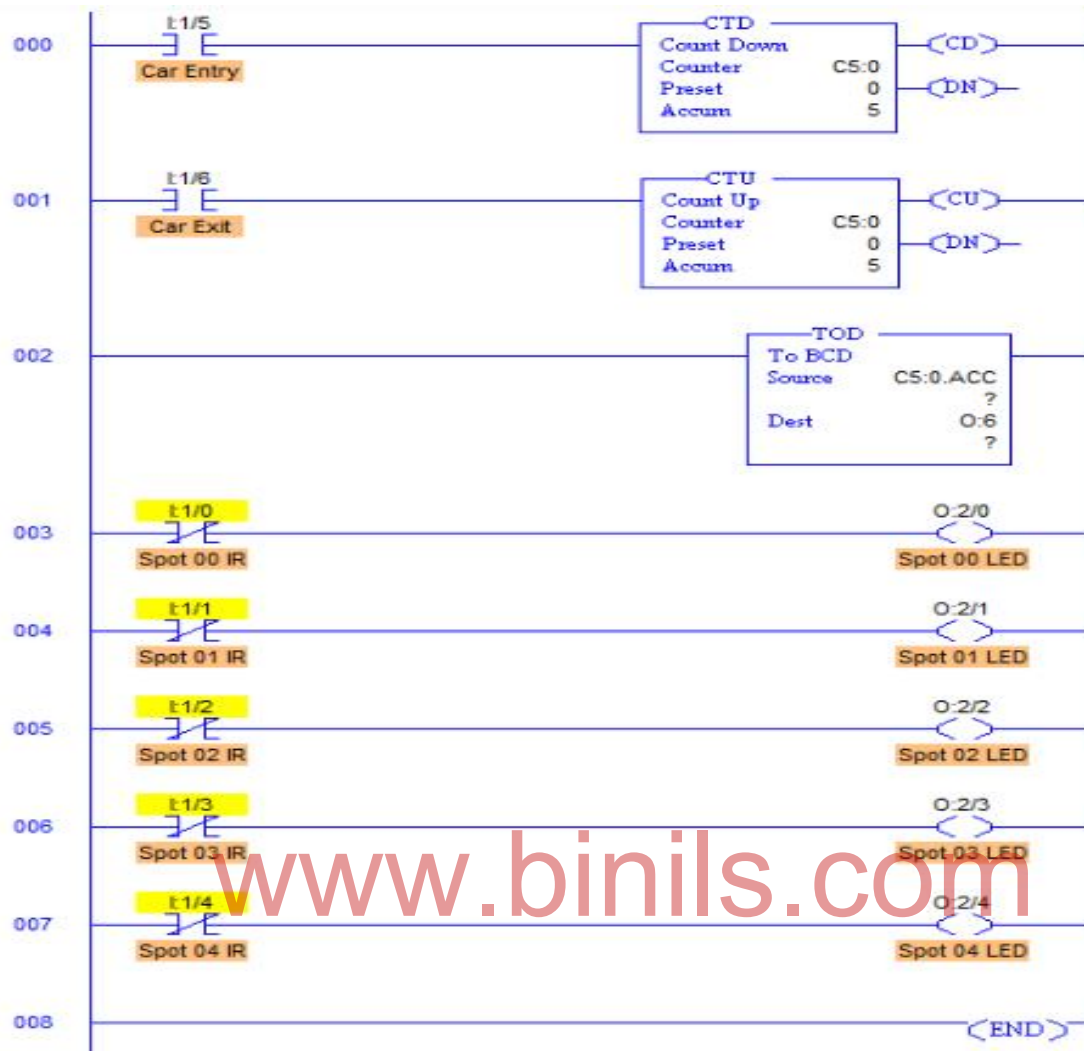 I:1/5
CTD
000
Count Down
(CD)
Car Entry
Counter C5:0
Preset 0
(DN)
Accum 5
I:1/6
CTU
001
Count Up
(CU)
Car Exit
Counter C5:0
Preset 0
(DN)
Accum 5
TOD
002
To BCD
Source C5:0.ACC
?
Dest O:6
?
I:1/0 O:2/0
003
Spot 00 IR Spot 00 LED
I:1/1 O:2/1
004
Spot 01 IR Spot 01 LED
I:1/2 O:2/2
005
Spot 02 IR Spot 02 LED
I:1/3 O:2/3
006
Spot 03 IR Spot 03 LED
www.binils.com
I:1/4 O:2/4
007
Spot 04 IR Spot 04 LED
008 (END)